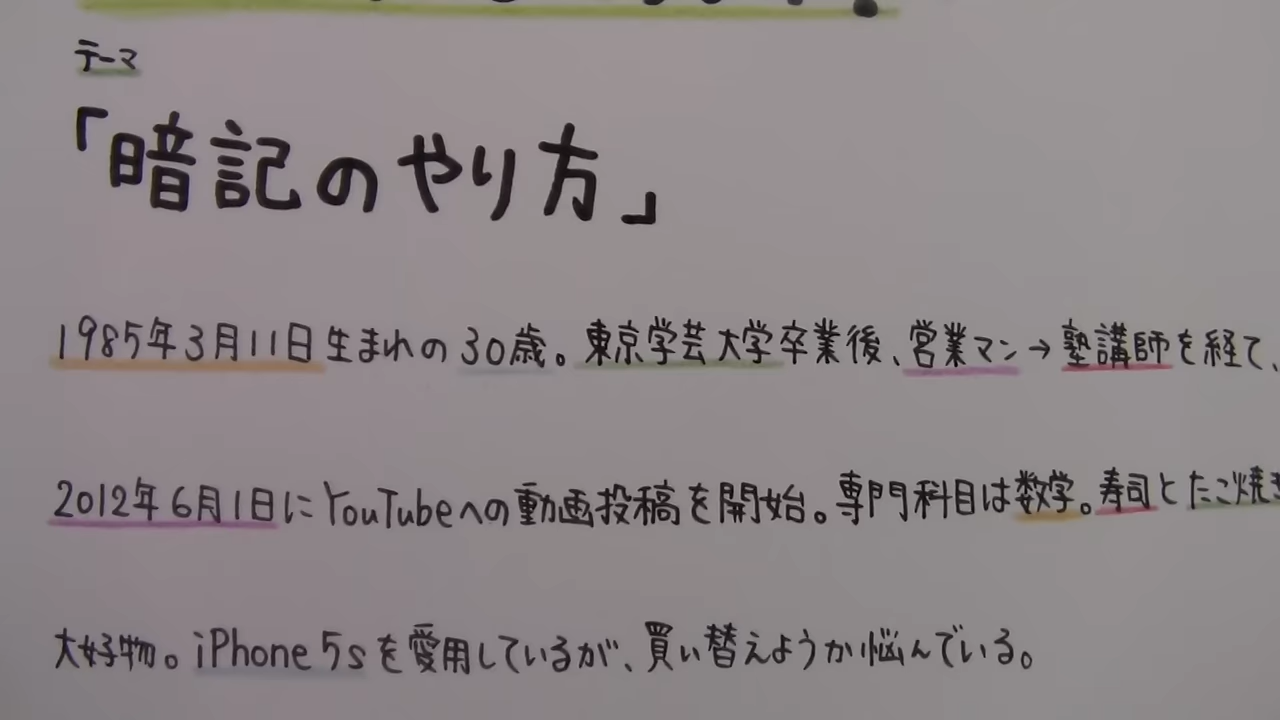 テーマ
「暗記のやり方」
1985年3月11日生まれの30歳。東京学芸大学卒業後、営業マン→塾講師を経て、
2012年6月1日にYouTubeへの動画投稿を開始。専門科目は数学。寿司とたこ焼き
大好物。iPhone 5sを愛用しているが、買い替えようか悩んでいる。